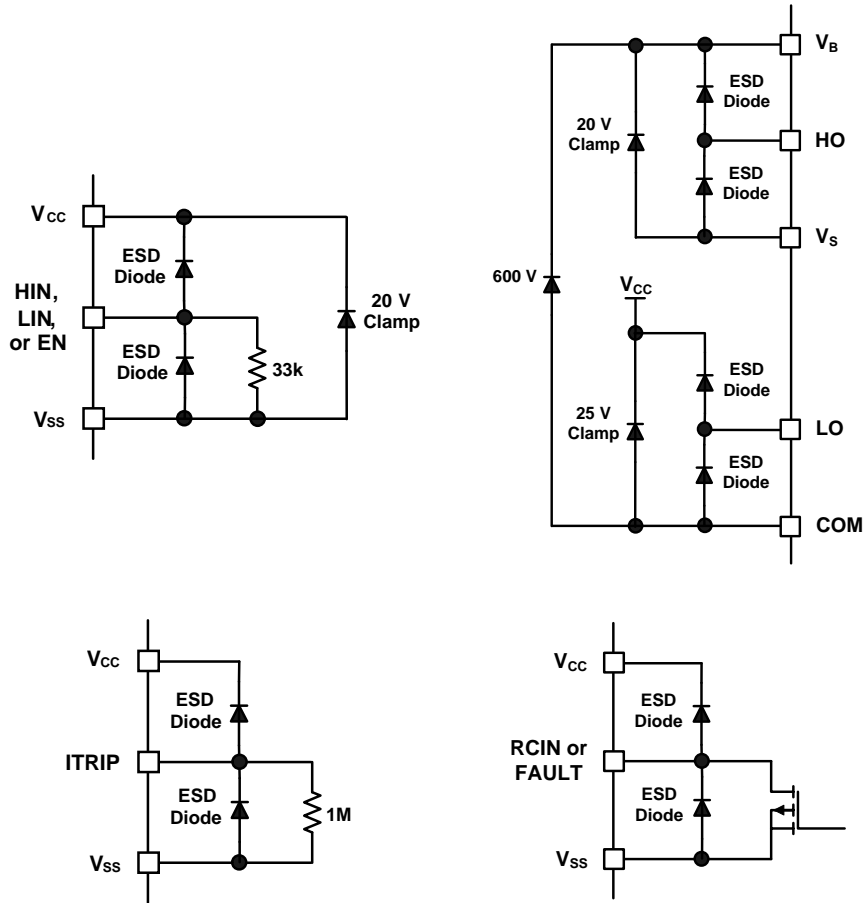 VCC
ESD
Diode
HIN,
LIN,
or EN
ESD
Diode
33k
20 V
Clamp
VSS
VB
ESD
Diode
20 V
Clamp
HO
ESD
Diode
VS
600 V
VCC
ESD
Diode
25 V
Clamp
LO
ESD
Diode
COM
VCC
ESD
Diode
ITRIP
ESD
Diode
1M
VSS
VCC
ESD
Diode
RCIN or
FAULT
ESD
Diode
VSS